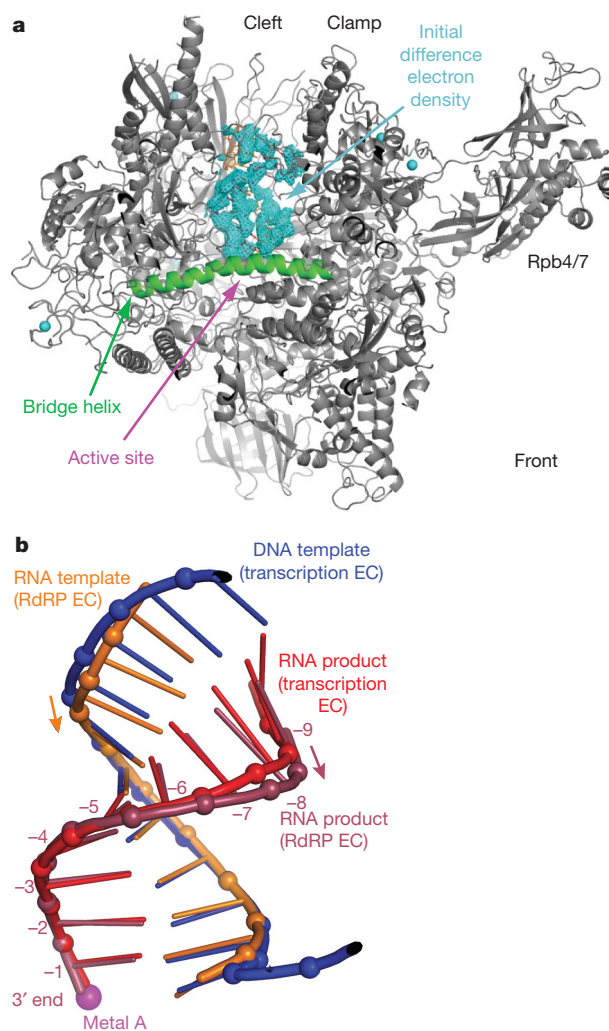 a
Cleft
Clamp
Initial
difference
electron
density
Rpb4/7
Bridge helix
Active site
Front
b
DNA template
(transcription EC)
RNA template
(RdRP EC)
RNA product
(transcription
EC)
–9
–8
–7
–6
–5
RNA product
(RdRP EC)
–4
–3
–2
–1
3′ end
Metal A